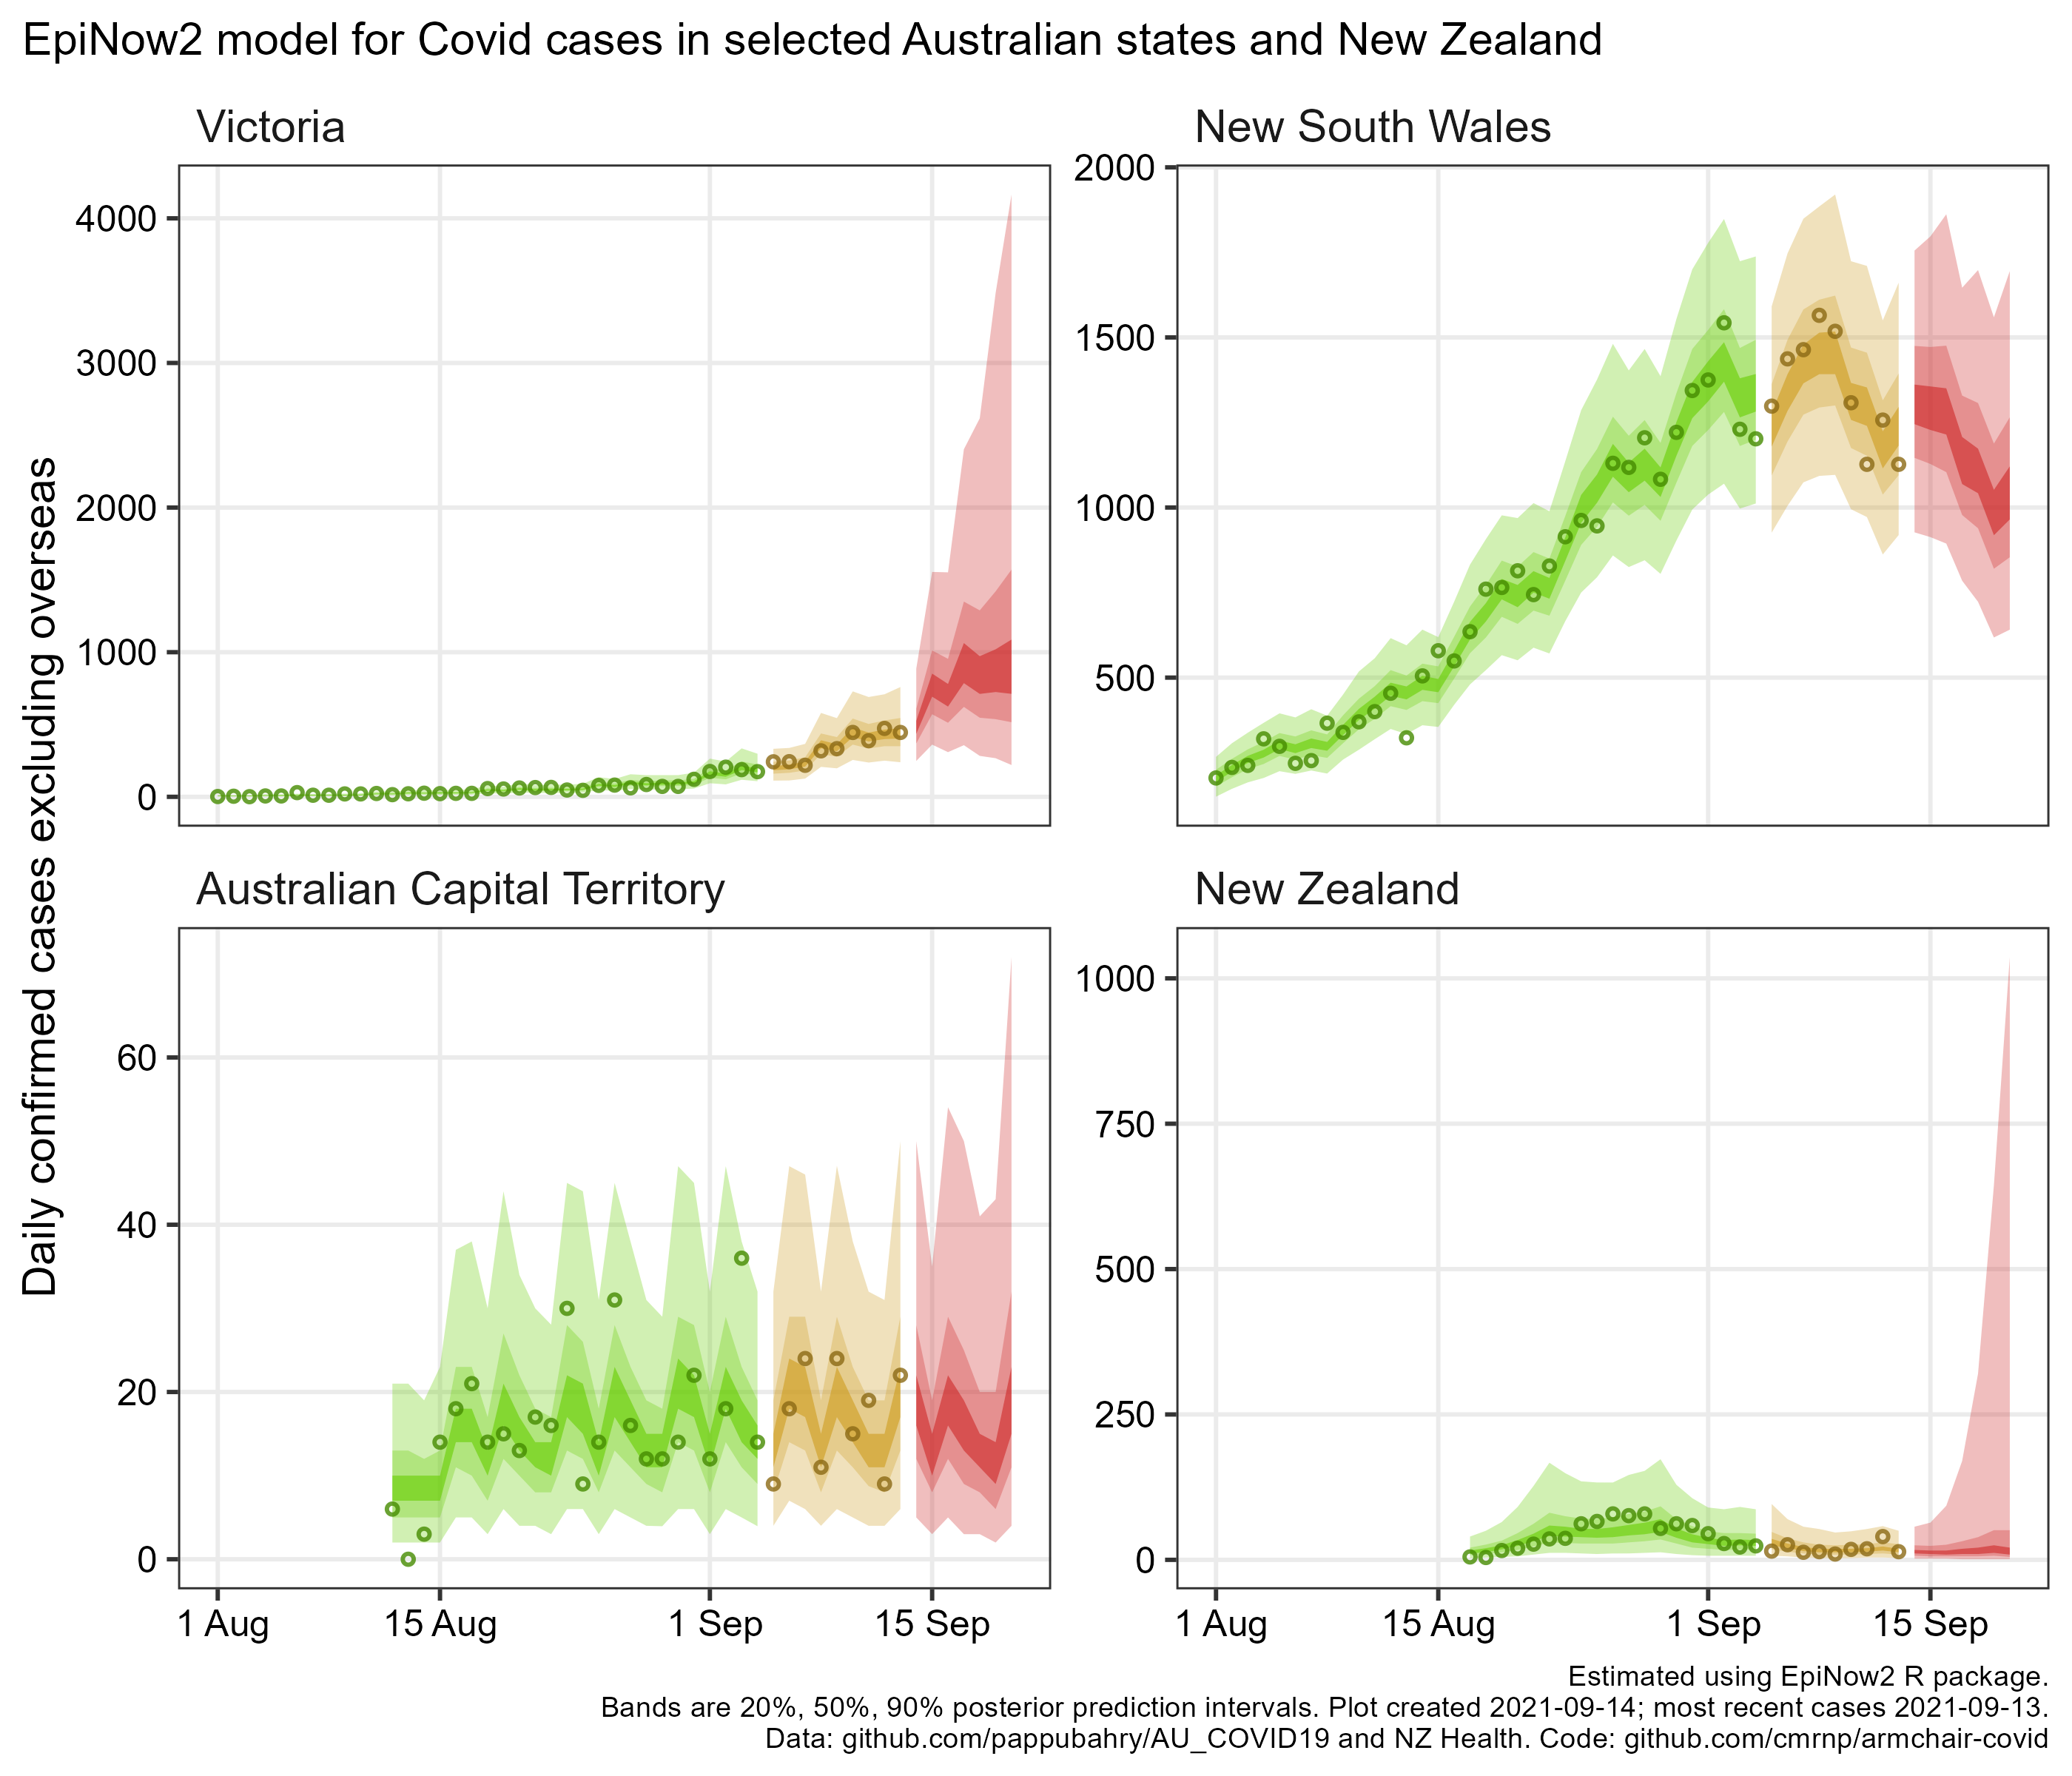 EpiNow2 model for Covid cases in selected Australian states and New Zealand
Daily confirmed cases excluding overseas
Victoria
4000
3000
2000
1000
0
New South Wales
2000
1500
1000
500
Australian Capital Territory
60
40
20
0
1 Aug
15 Aug
1 Sep
15 Sep
New Zealand
1000
750
500
250
0
1 Aug
15 Aug
1 Sep
15 Sep
Estimated using EpiNow2 R package.
Bands are 20%, 50%, 90% posterior prediction intervals. Plot created 2021-09-14; most recent cases 2021-09-13.
Data: github.com/pappubahry/AU_COVID19 and NZ Health. Code: github.com/cmrnp/armchair-covid